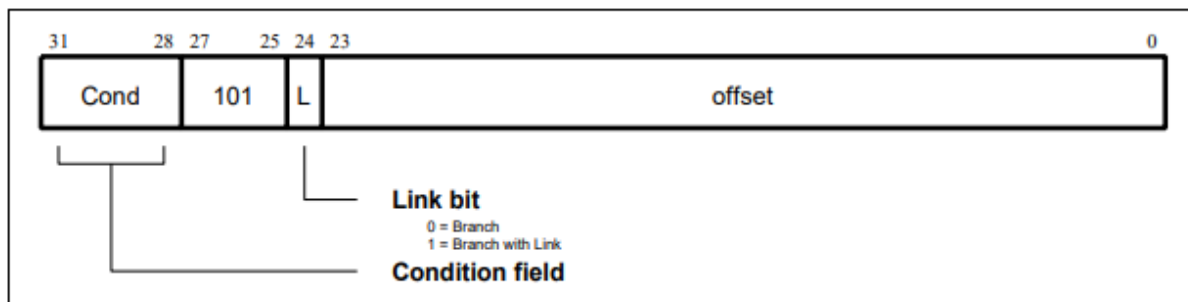 31 28 27 25 24 23 0
Cond 101 L offset
Link bit
0 = Branch
1 = Branch with Link
Condition field